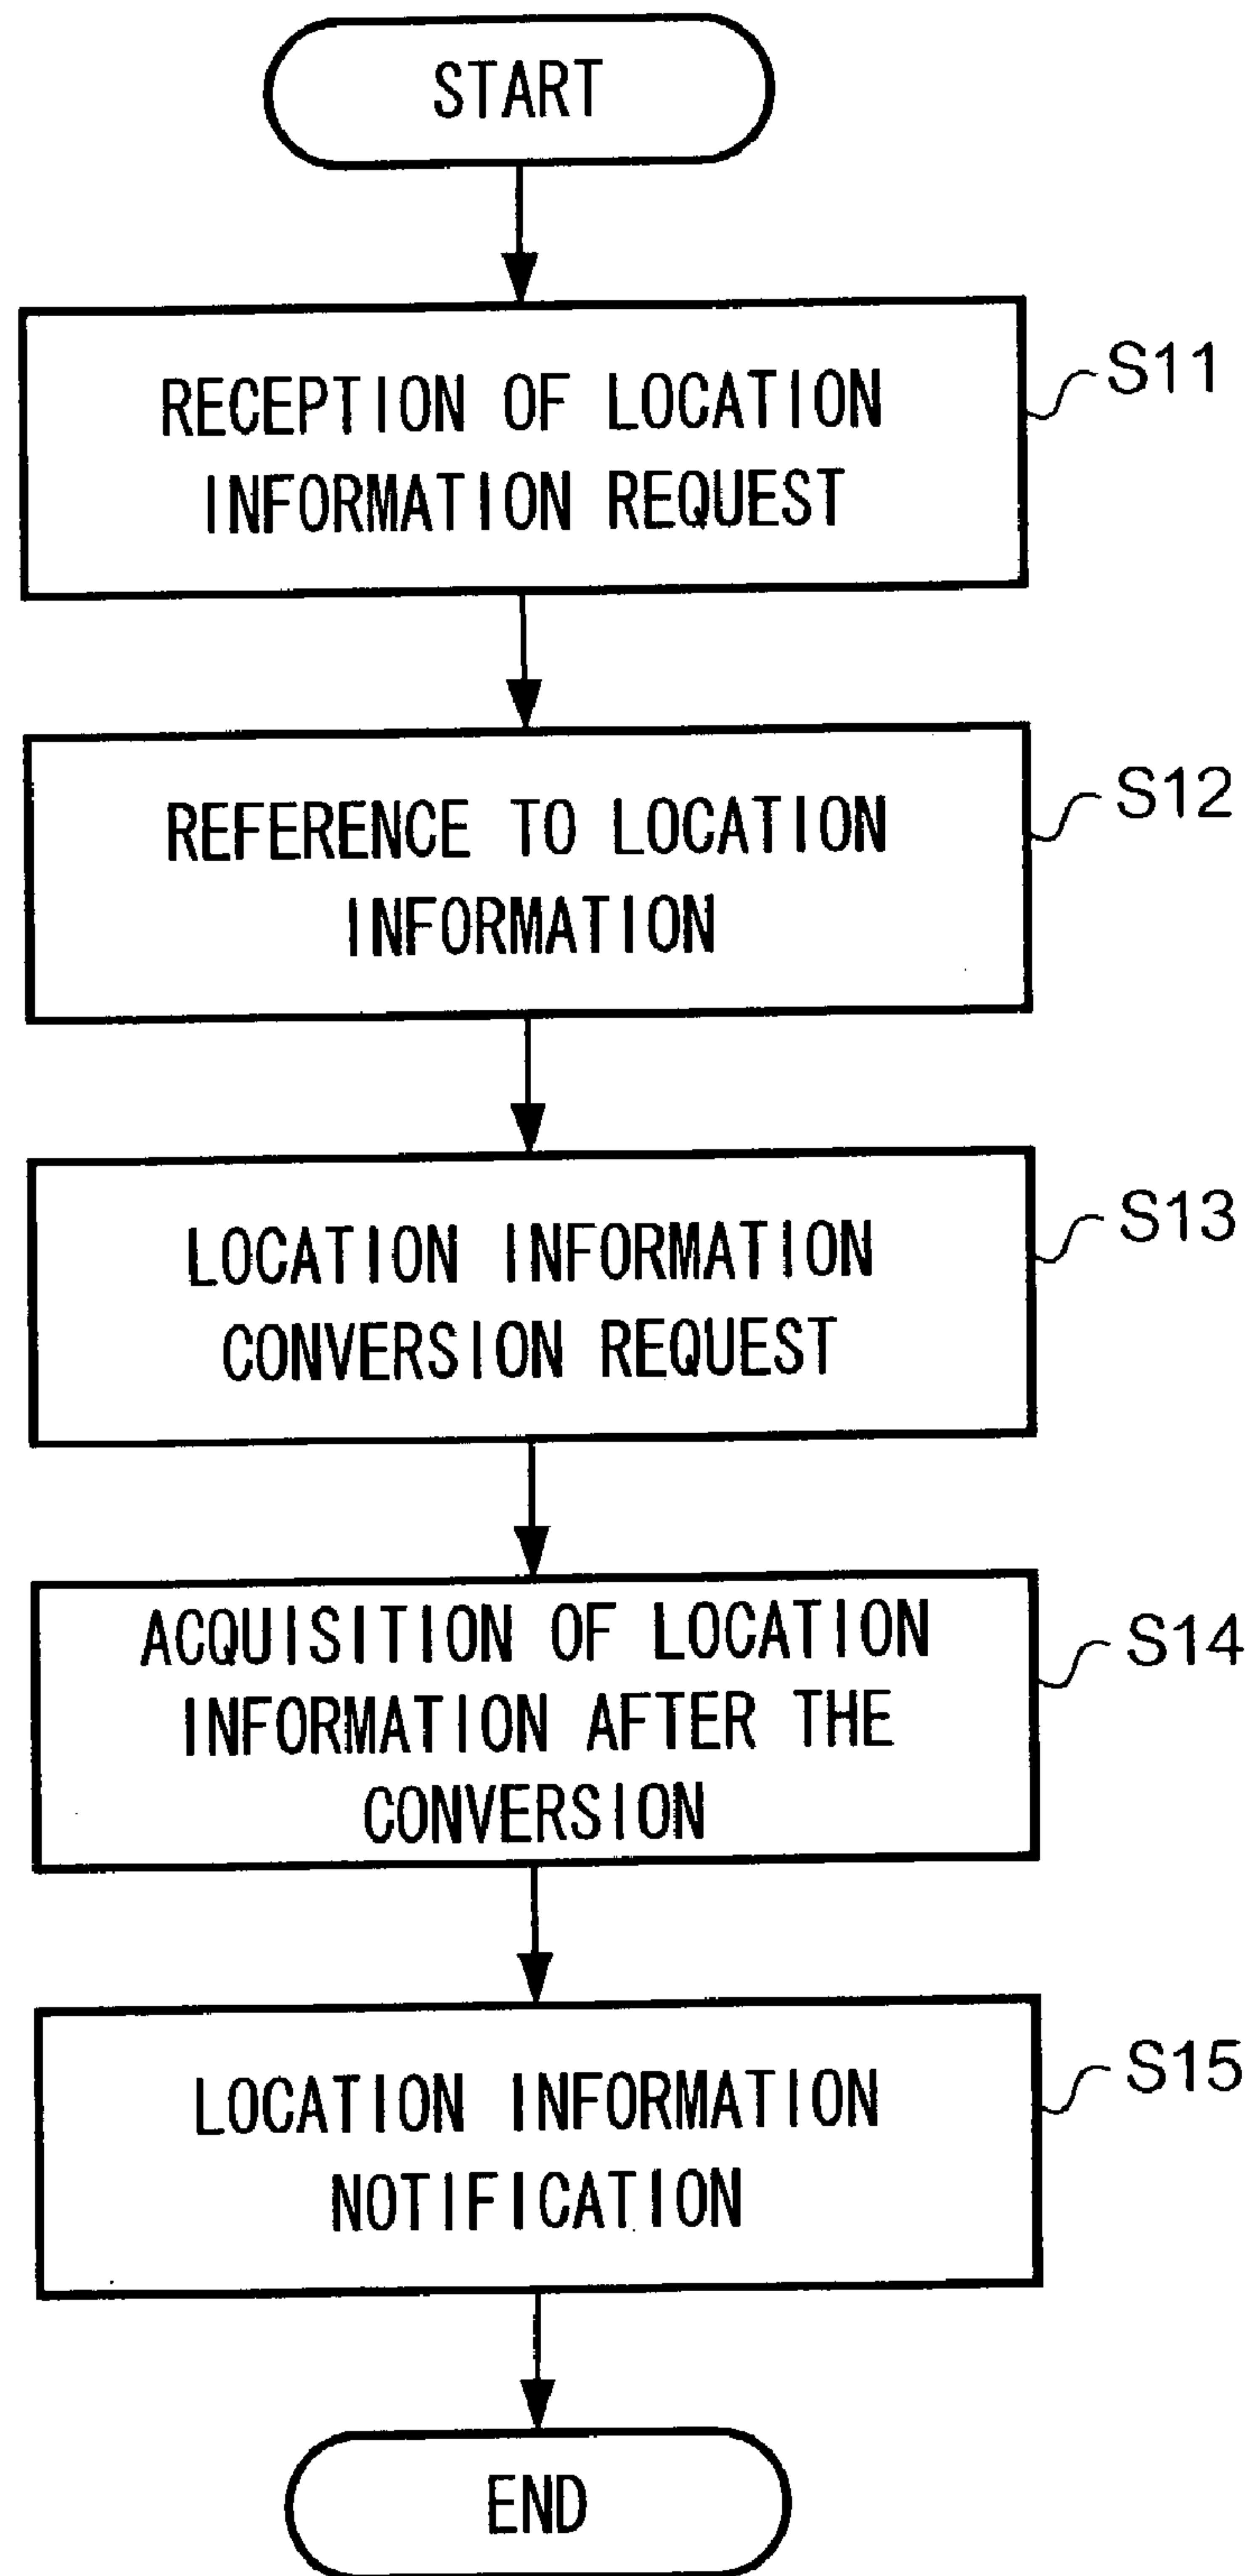 START
RECEPTION OF LOCATION
INFORMATION REQUEST
S11
REFERENCE TO LOCATION
INFORMATION
S12
LOCATION INFORMATION
CONVERSION REQUEST
S13
ACQUISITION OF LOCATION
INFORMATION AFTER THE
CONVERSION
S14
LOCATION INFORMATION
NOTIFICATION
S15
END